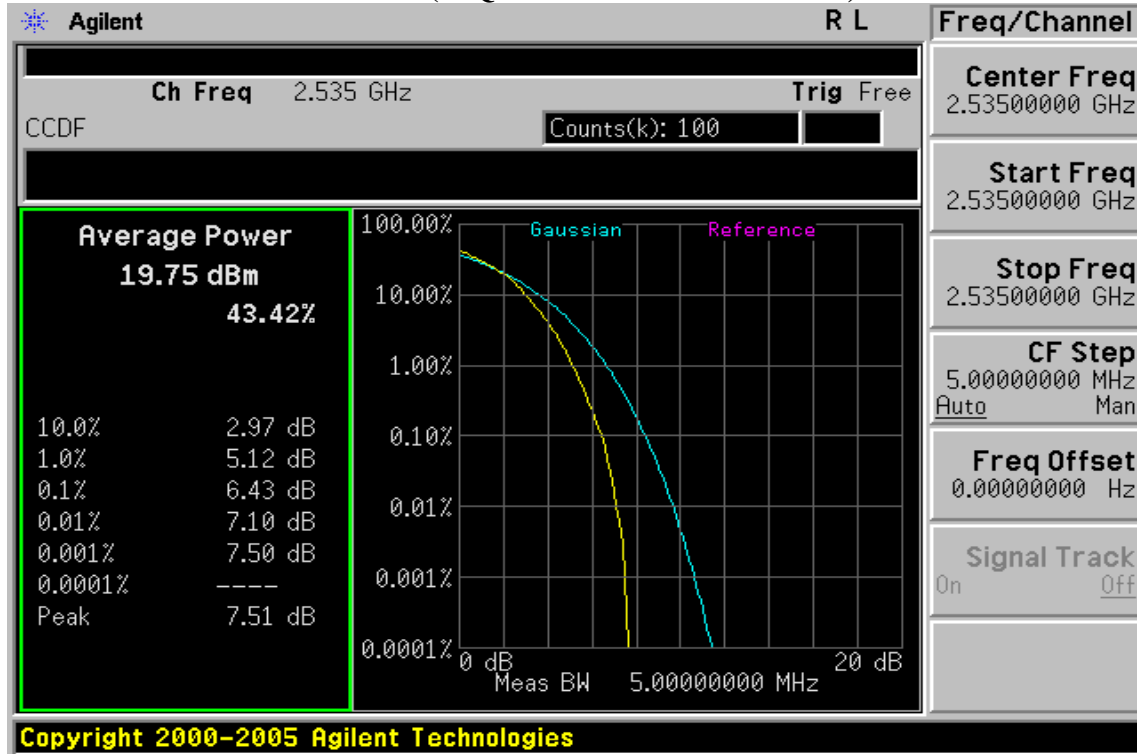 Agilent R L Freq/Channel
Ch Freq 2.535 GHz Trig Free
CCDF Counts(k): 100
Center Freq
2.53500000 GHz
Start Freq
2.53500000 GHz
Stop Freq
2.53500000 GHz
CF Step
5.00000000 MHz
Auto Man
Freq Offset
0.00000000 Hz
Signal Track
On Off
Average Power
19.75 dBm
43.42%
10.0% 2.97 dB
1.0% 5.12 dB
0.1% 6.43 dB
0.01% 7.10 dB
0.001% 7.50 dB
0.0001% ----
Peak 7.51 dB
Gaussian Reference
100.00%
10.00%
1.00%
0.10%
0.01%
0.001%
0.0001%
0 dB 20 dB
Meas BW 5.00000000 MHz
Copyright 2000-2005 Agilent Technologies